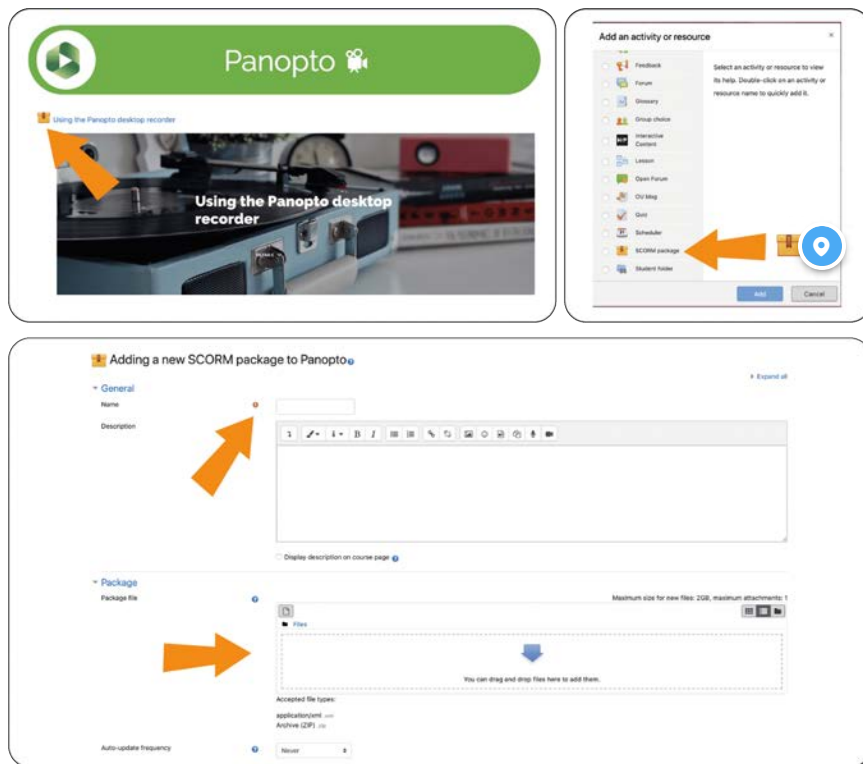 Panopto
Using the Panopto desktop recorder
Using the Panopto desktop
recorder
Add an activity or resource
×
Feedback
Forum
Glossary
Group choice
Interactive
Content
Lesson
Open Forum
OU blog
Quiz
Scheduler
SCORM package
Student folder
Select an activity or resource to view
its help. Double-click on an activity or
resource name to quickly add it.
Add
Cancel
Adding a new SCORM package to Panopto
Expand all
General
Name
Description
B I
Display description on course page
Package
Package file
Maximum size for new files: 2GB, maximum attachments: 1
Files
You can drag and drop files here to add them.
Accepted file types:
application/xml .xml
Archive (ZIP) .zip
Auto-update frequency
Never